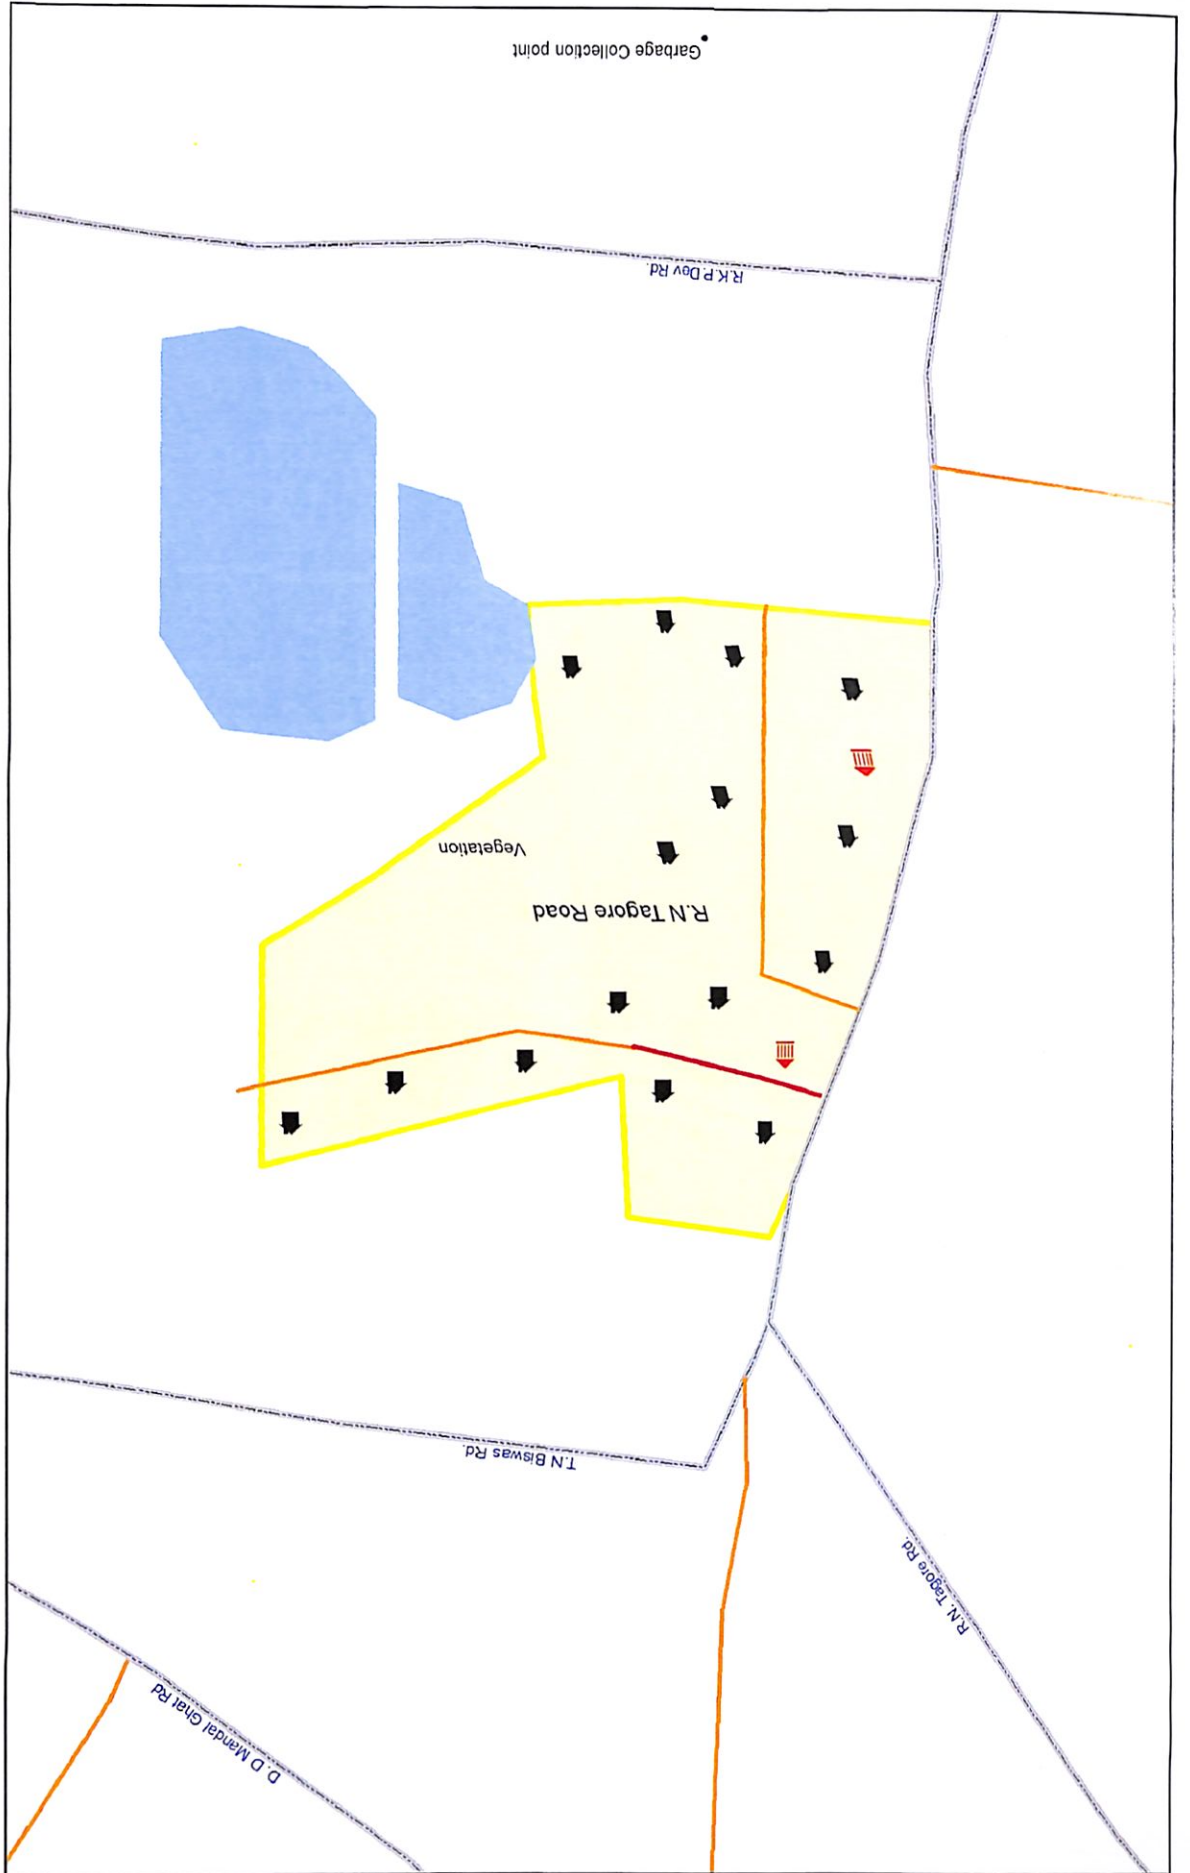 D. D Mandal Ghat Rd
R.N. Tagore Rd.
T.N Biswas Rd.
R.N Tagore Road
Vegetation
R.K.P.Dev Rd.
Garbage Collection point